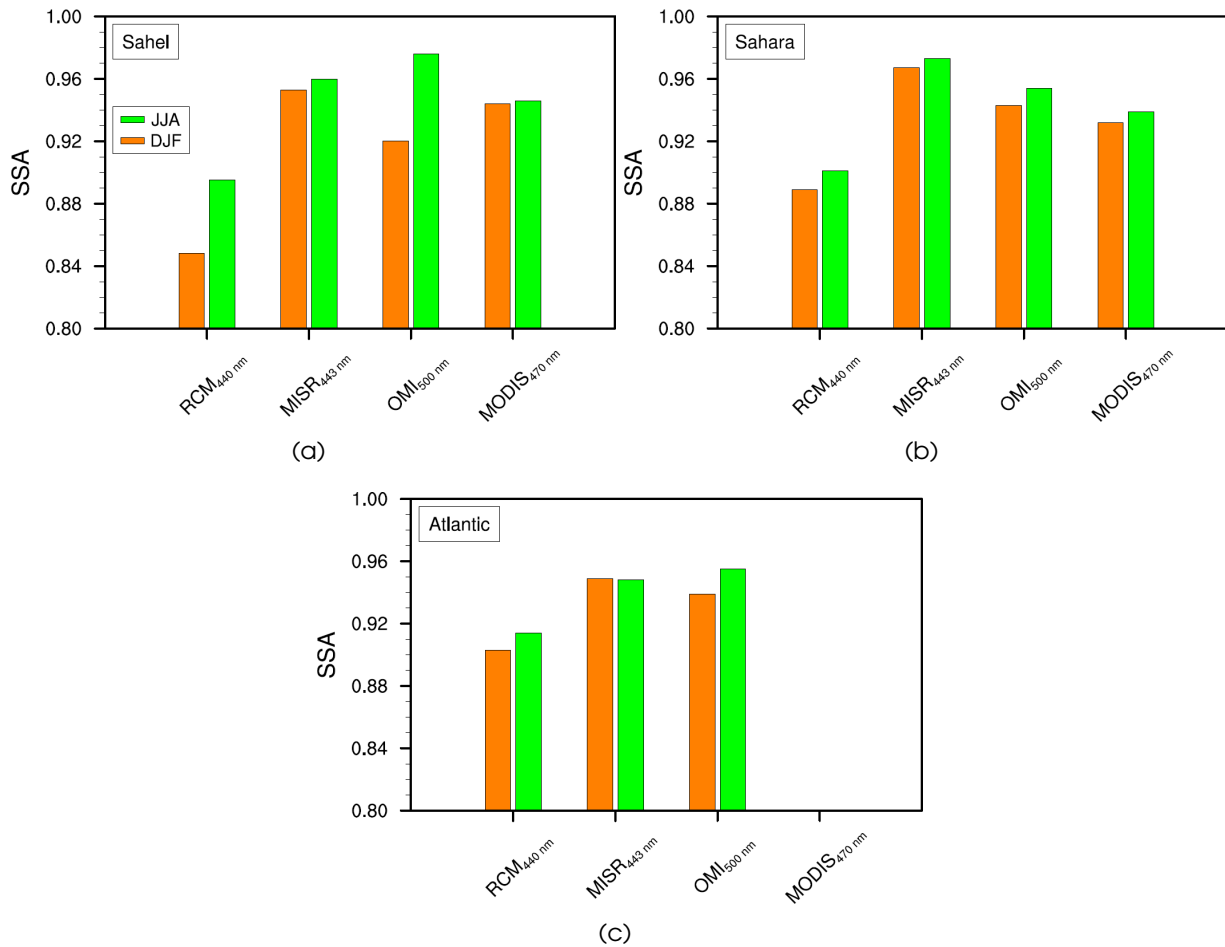 Sahel
JJA
DJF
SSA
1.00
0.96
0.92
0.88
0.84
0.80
RCM440 nm
MISR443 nm
OMI500 nm
MODIS470 nm
(a)
Sahara
SSA
1.00
0.96
0.92
0.88
0.84
0.80
RCM440 nm
MISR443 nm
OMI500 nm
MODIS470 nm
(b)
Atlantic
SSA
1.00
0.96
0.92
0.88
0.84
0.80
RCM440 nm
MISR443 nm
OMI500 nm
MODIS470 nm
(c)